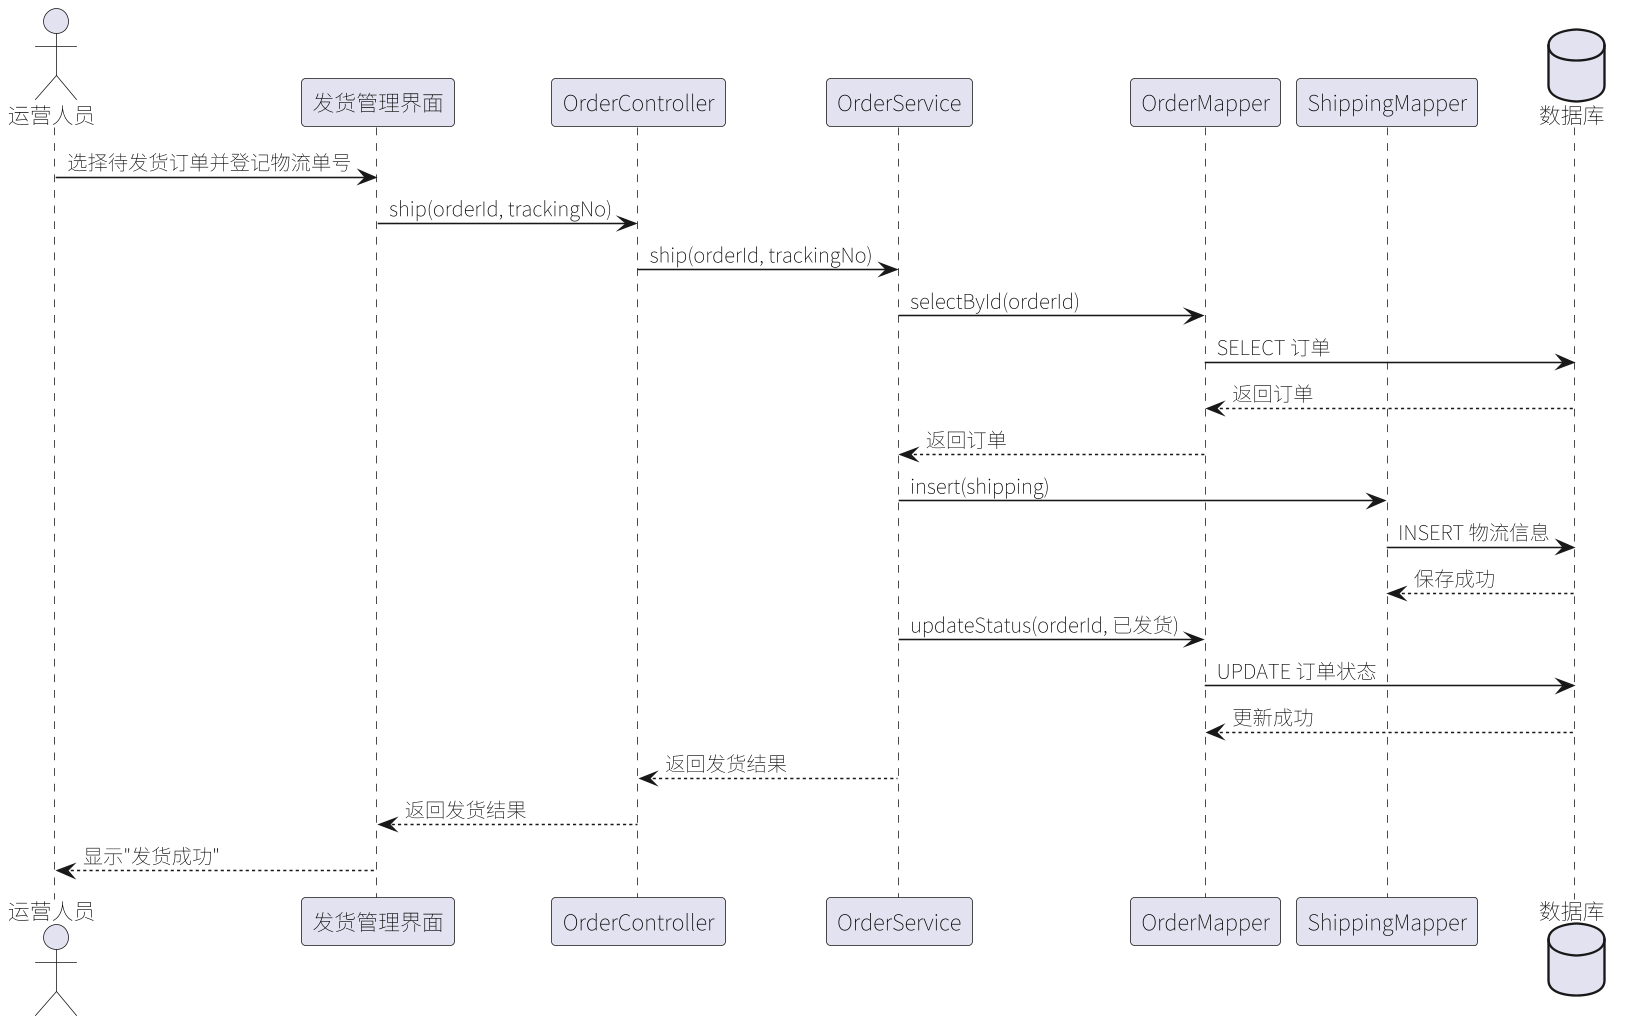 运营人员
发货管理界面
OrderController
OrderService
OrderMapper
ShippingMapper
数据库
选择待发货订单并登记物流单号
ship(orderId, trackingNo)
ship(orderId, trackingNo)
selectById(orderId)
SELECT 订单
返回订单
返回订单
insert(shipping)
INSERT 物流信息
保存成功
updateStatus(orderId, 已发货)
UPDATE 订单状态
更新成功
返回发货结果
返回发货结果
显示"发货成功"
运营人员
发货管理界面
OrderController
OrderService
OrderMapper
ShippingMapper
数据库